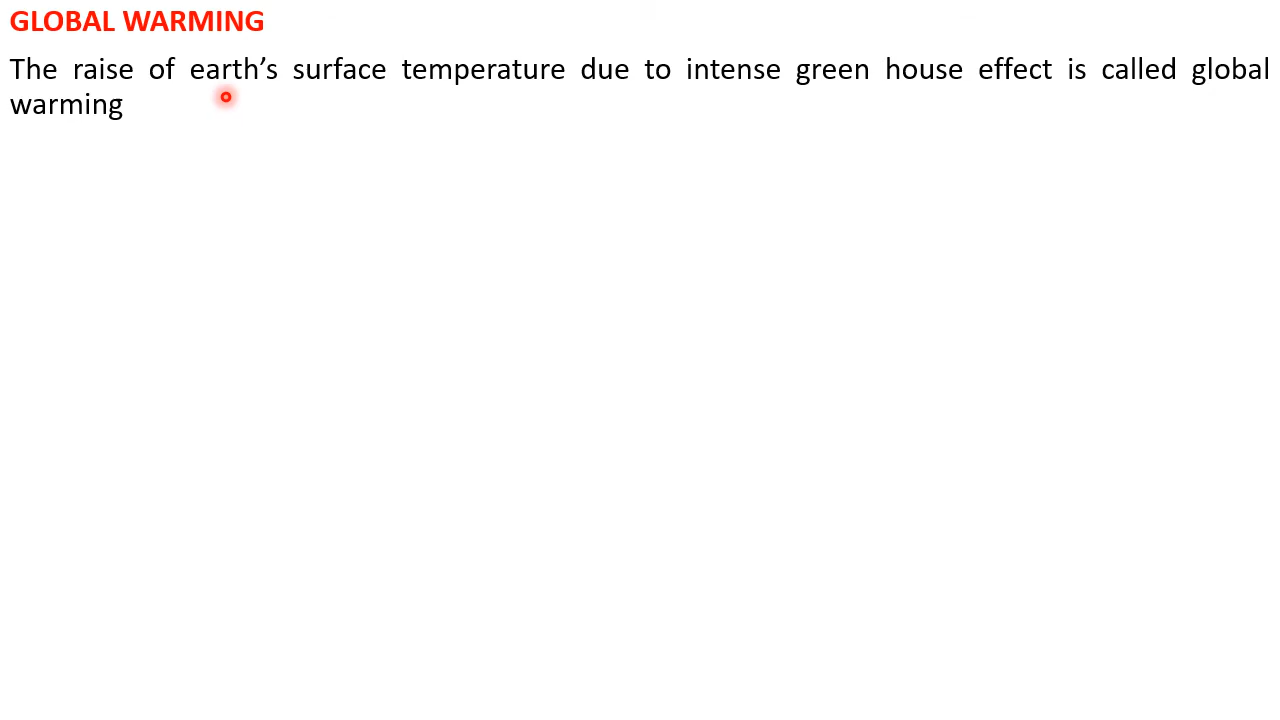 GLOBAL WARMING
The raise of earth’s surface temperature due to intense green house effect is called global
warming